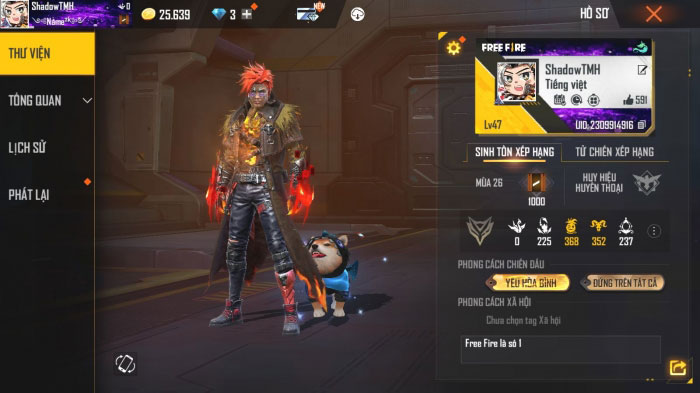 ShadowTMH
0
25.639
3
NEW
HỒ SƠ
THƯ VIỆN
TỔNG QUAN
LỊCH SỬ
PHÁT LẠI
FREE FIRE
ShadowTMH
Tiếng việt
591
Lv47
UID 2309914916
SINH TỒN XẾP HẠNG
TỬ CHIẾN XẾP HẠNG
MÙA 26
1000
HUY HIỆU
HUYỀN THOẠI
0 225 368 352 237
PHONG CÁCH CHIẾN ĐẤU
YÊU HÒA BÌNH
ĐỨNG TRÊN TẤT CẢ
PHONG CÁCH XÃ HỘI
Chưa chọn tag Xã hội
Free Fire là số 1